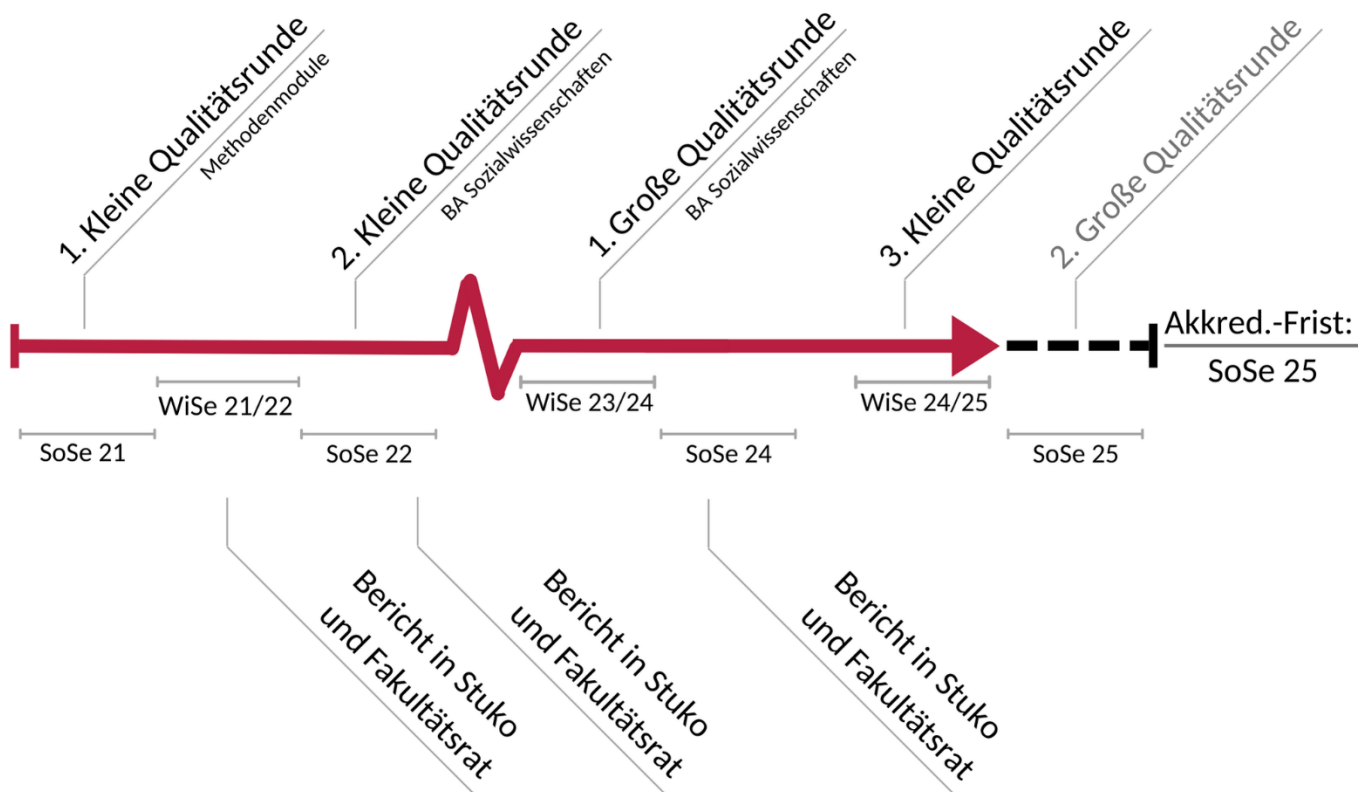 1. Kleine Qualitätsrunde
Methodenmodule
2. Kleine Qualitätsrunde
BA Sozialwissenschaften
1. Große Qualitätsrunde
BA Sozialwissenschaften
3. Kleine Qualitätsrunde
2. Große Qualitätsrunde
Akkred.-Frist:
SoSe 25
WiSe 21/22
WiSe 23/24
WiSe 24/25
SoSe 21
SoSe 22
SoSe 24
SoSe 25
Bericht in Stuko
und Fakultätsrat
Bericht in Stuko
und Fakultätsrat
Bericht in Stuko
und Fakultätsrat